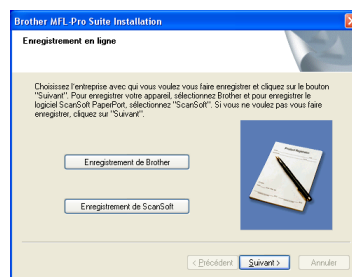 Brother MFL-Pro Suite Installation
Enregistrement en ligne
Choisissez l'entreprise avec qui vous voulez vous faire enregistrer et cliquez sur le bouton
"Suivant". Pour enregistrer votre appareil, sélectionnez Brother et pour enregistrer le
logiciel ScanSoft PaperPort, sélectionnez "ScanSoft". Si vous ne voulez pas vous faire
enregistrer, cliquez sur "Suivant".
Enregistrement de Brother
Enregistrement de ScanSoft
< Précédent Suivant > Annuler